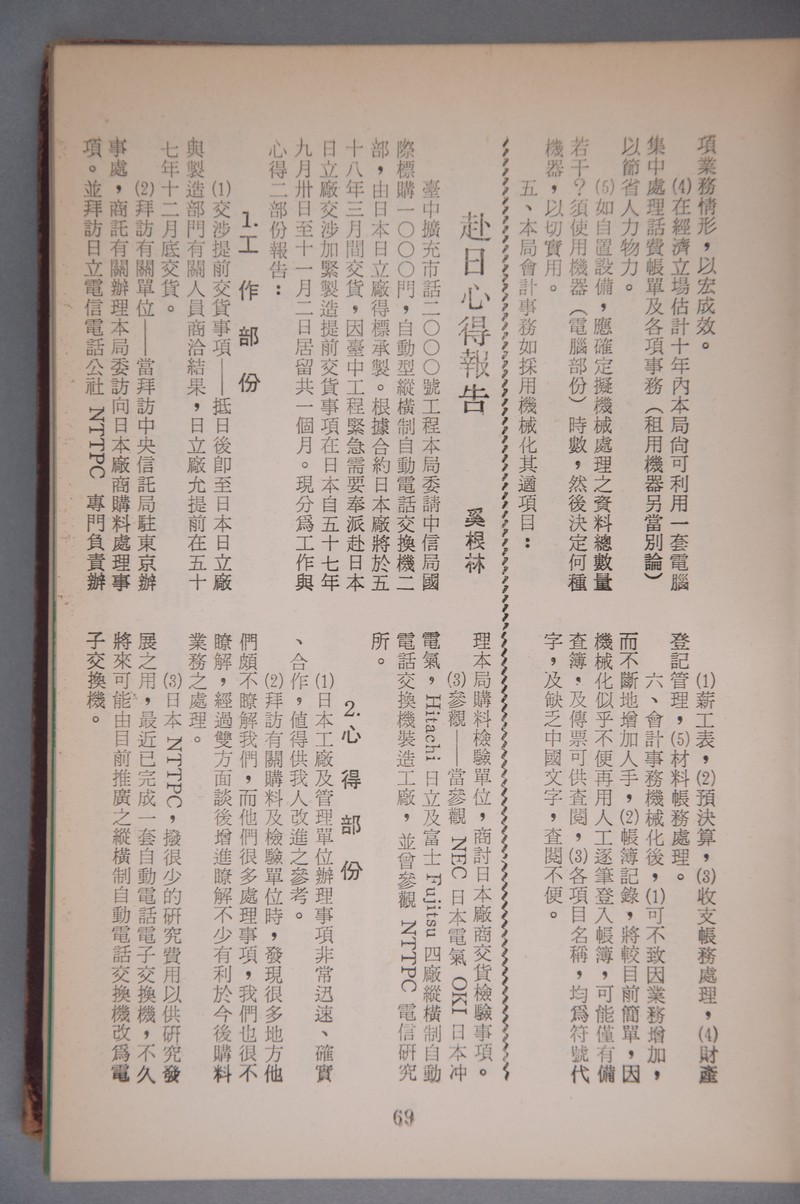 項業務情形，以宏成效。
⑷在經濟立場估計十年內本局尙可利用一套電腦
集中處理話費帳單及各項事務（租用機器另當別論）
以節省人力物力。
⑸如自置設備，應確定擬機械處理之資料總數量
若干？須使用機器（電腦部份）時數，然後決定何種
機器，以切實用。
五、本局會計事務如採用機械化其適項目：
⑴薪工表，⑵預決算，⑶收支帳務處理，⑷財產
登記管理，⑸材料帳務處理。
六、會計事務機械化後，⑴可不致因業務增加，
而不斷地增加人手，⑵帳簿記錄，將較目前簡單，因
機械化似乎不便再用人工逐筆登入帳簿，可能僅有備
查簿，及傳票可供查閱，⑶各項目名稱，均爲符號代
字，及缺乏中國文字，查閱不便。
赴日心得報告
奚根林
臺中擴充市話二〇〇〇號工程本局委請中信局國
際標購一〇〇〇門，自動型縱橫制自動電話交換機二
部，由日本日立廠得標承製。根據合約日本廠將於五
十八年三月間交貨，因臺中工程緊急需要奉派赴日本
日立廠交涉加緊製造提前交貨事項在日本自五十七年
九月卅日至十一月二日居留共一個月。現分爲工作與
心得二部份報告：
1.工作部份
⑴交涉提前交貨事項——抵日後卽至日本日立廠
與製造部門有關人員商洽結果，日立廠允提前在五十
七年十二月底交貨。
⑵拜訪有關單位——當拜訪中央信託局駐東京辦
事處，商託有關辦理本局委訪向日本廠商購料處理事
項。並拜訪日立電信電話公社 NTTPC 專門負責辦
理本局購料檢驗單位，商討日本廠商交貨檢驗事項。
⑶參觀——當參觀 NEC 日本電氣 OKI 日本冲
電氣，Hitachi 日立及富士 Fujitsu 四廠縱橫制自動
電話交換機裝造工廠，並曾參觀 NTTPC 電信硏究
所。
2.心得部份
⑴日本工廠及管理單位辦理事項非常迅速、確實
、合作，值得供我人改進之參考。
⑵拜訪有關購料及檢驗單位時，發現很多地方他
們頗不瞭解我們，而他們很多處理事項，我們也很不
瞭解，經過雙方面談後增進瞭解不少有利於今後購料
業務之處理。
⑶日本 NTTPC，撥很少的硏究費用以供硏究發
展之用，最近已完成一套自動電話電子交換機，不久
將來可能由目前推廣之縱橫制自動電話交換機改爲電
子交換機。
69